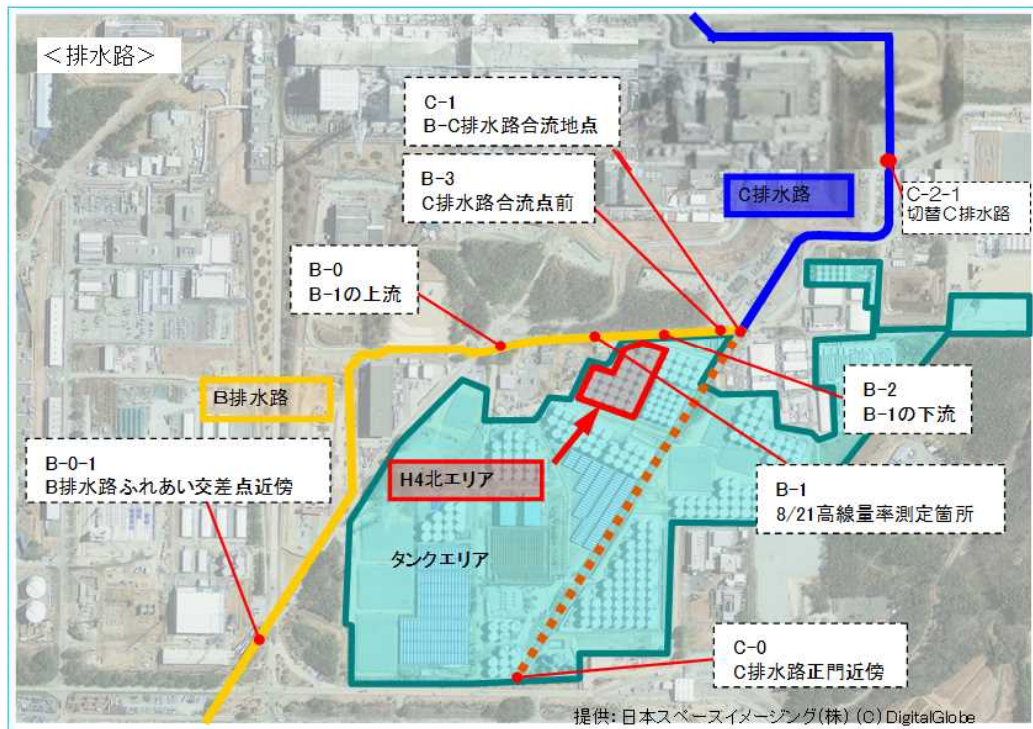 <排水路>
C-1
B-C排水路合流地点
B-3
C排水路合流点前
C排水路
C-2-1
切替C排水路
B-0
B-1の上流
B排水路
B-2
B-1の下流
B-0-1
B排水路ふれあい交差点近傍
H4北エリア
B-1
8/21高線量率測定箇所
タンクエリア
C-0
C排水路正門近傍
提供:日本スペースイメージング(株) (C) DigitalGlobe